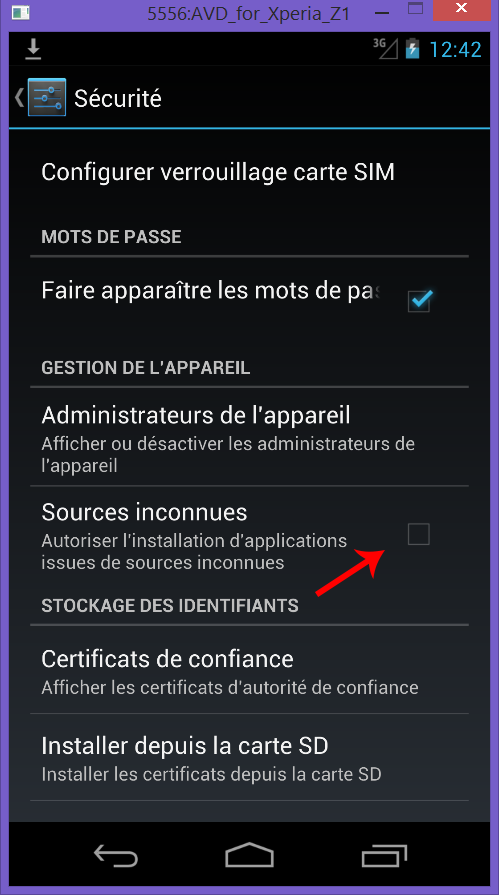 5556:AVD_for_Xperia_Z1
3G 12:42
Sécurité
Configurer verrouillage carte SIM
MOTS DE PASSE
Faire apparaître les mots de pas
GESTION DE L'APPAREIL
Administrateurs de l'appareil
Afficher ou désactiver les administrateurs de
l'appareil
Sources inconnues
Autoriser l'installation d'applications
issues de sources inconnues
STOCKAGE DES IDENTIFIANTS
Certificats de confiance
Afficher les certificats d'autorité de confiance
Installer depuis la carte SD
Installer les certificats depuis la carte SD